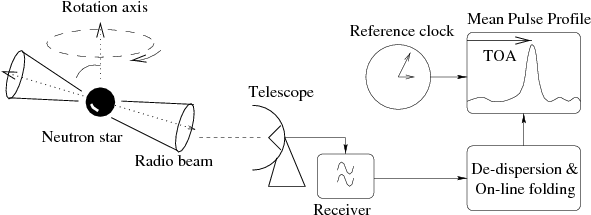 Rotation axis
Neutron star
Radio beam
Telescope
Receiver
Reference clock
Mean Pulse Profile
TOA
De-dispersion &
On-line folding